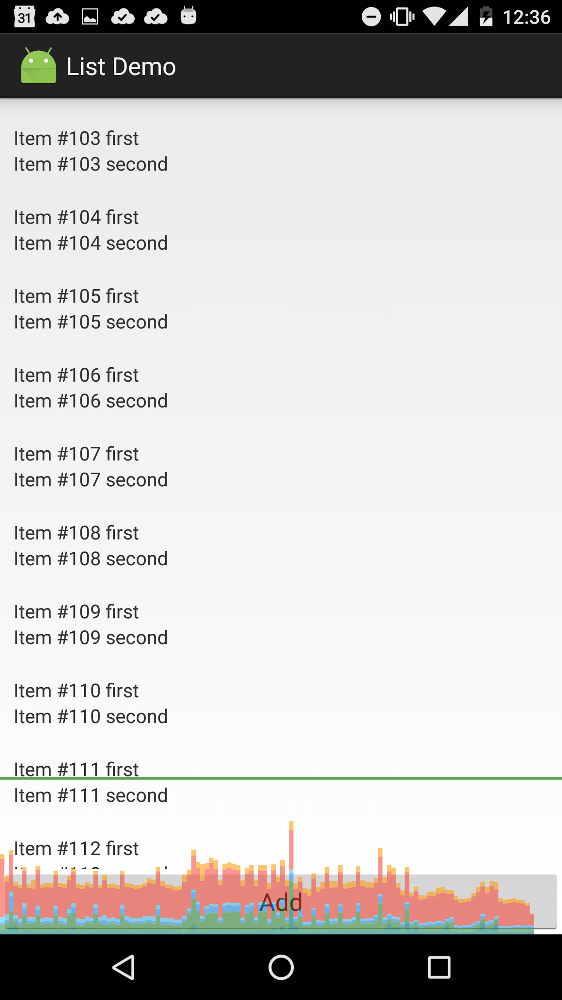 31
12:36
List Demo
Item #103 first
Item #103 second
Item #104 first
Item #104 second
Item #105 first
Item #105 second
Item #106 first
Item #106 second
Item #107 first
Item #107 second
Item #108 first
Item #108 second
Item #109 first
Item #109 second
Item #110 first
Item #110 second
Item #111 first
Item #111 second
Item #112 first
Add